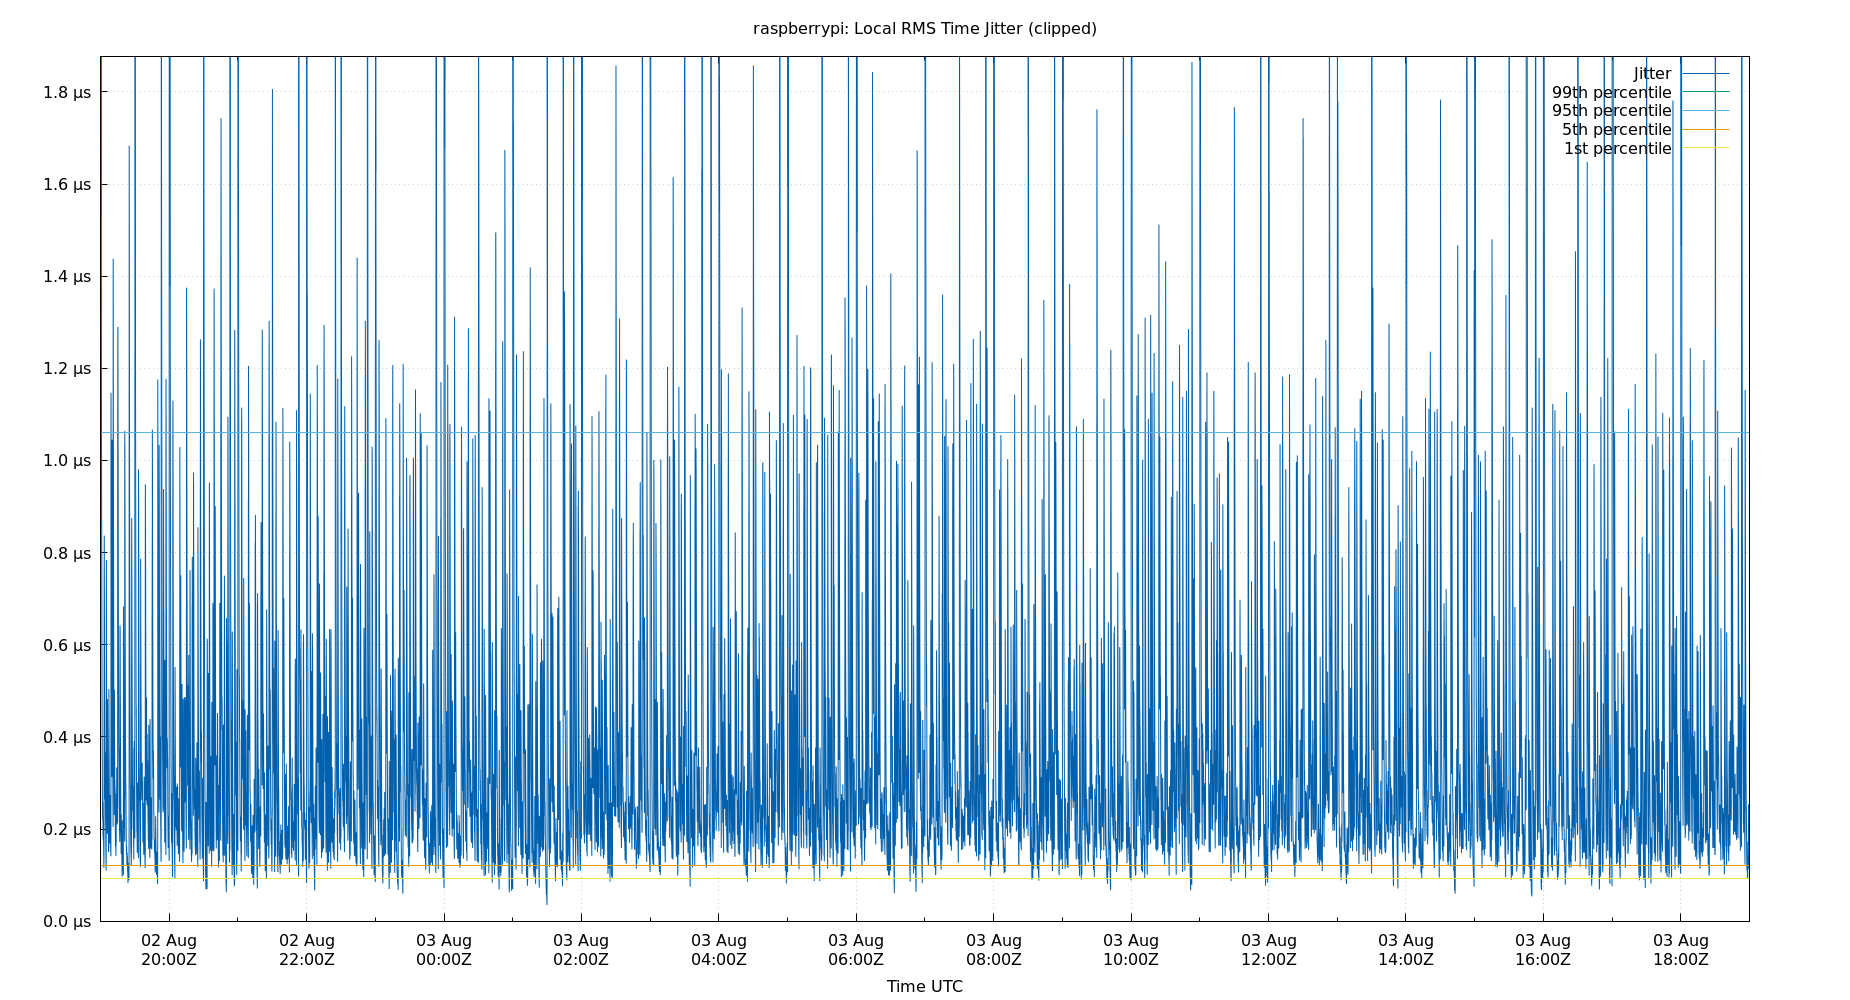 raspberrypi: Local RMS Time Jitter (clipped)
Jitter
99th percentile
95th percentile
5th percentile
1st percentile
1.8 µs
1.6 µs
1.4 µs
1.2 µs
1.0 µs
0.8 µs
0.6 µs
0.4 µs
0.2 µs
0.0 µs
02 Aug 02 Aug 03 Aug 03 Aug 03 Aug 03 Aug 03 Aug 03 Aug 03 Aug 03 Aug 03 Aug 03 Aug
20:00Z 22:00Z 00:00Z 02:00Z 04:00Z 06:00Z 08:00Z 10:00Z 12:00Z 14:00Z 16:00Z 18:00Z
Time UTC